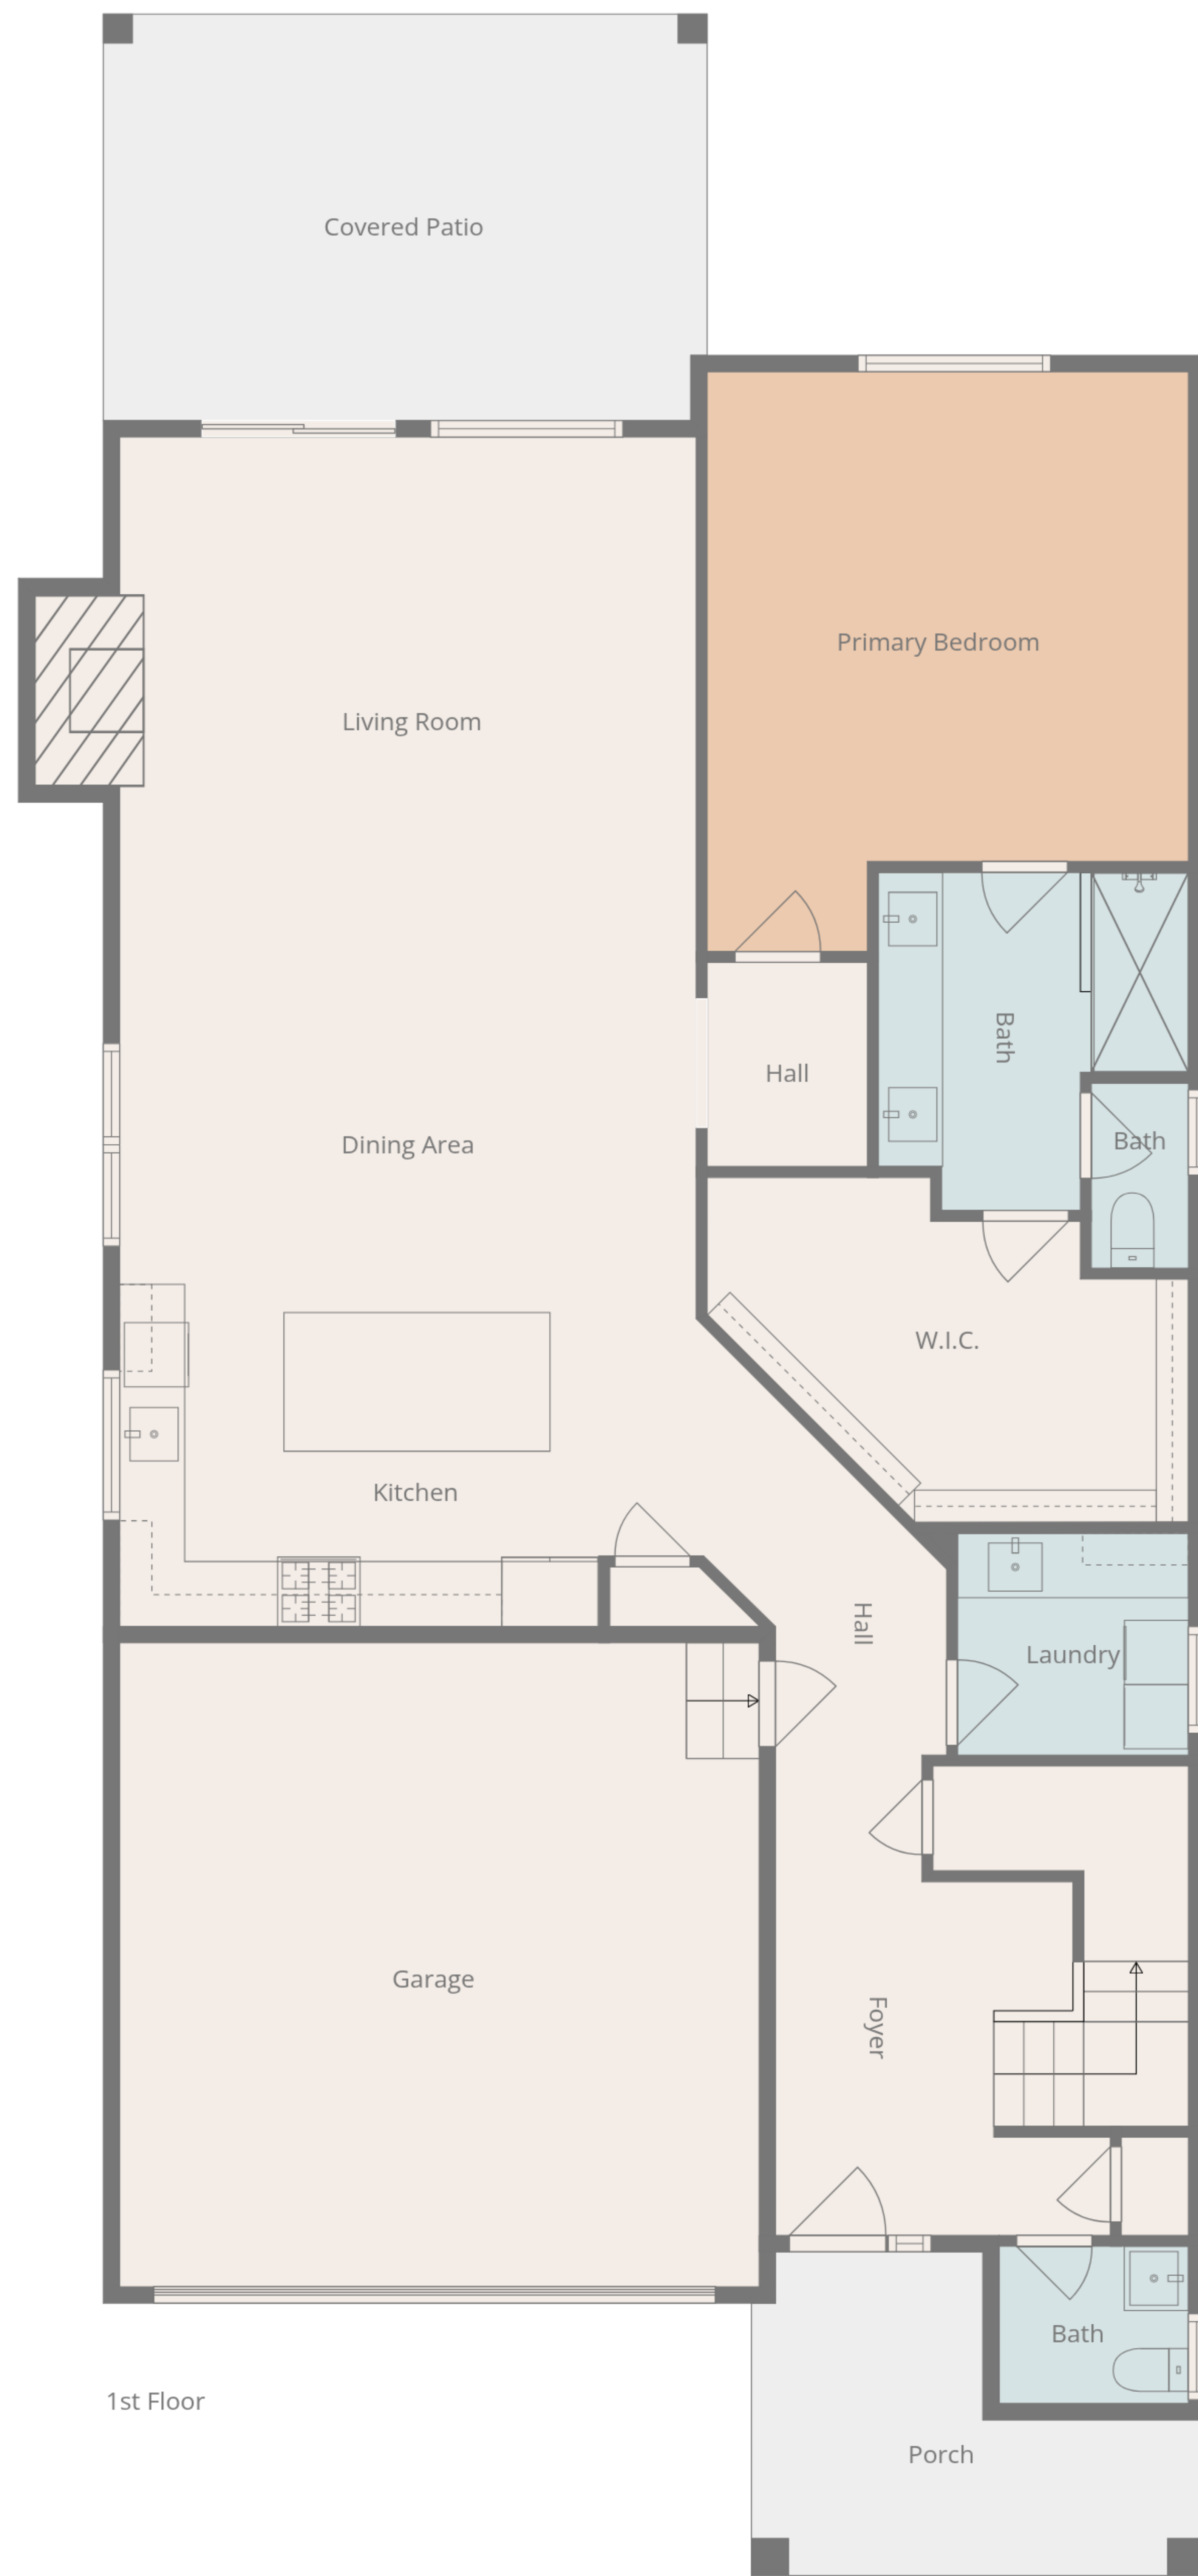 Covered Patio
Primary Bedroom
Living Room
Bath
Hall
Bath
Dining Area
W.I.C.
Kitchen
Hall
Laundry
Garage
Foyer
Bath
1st Floor
Porch